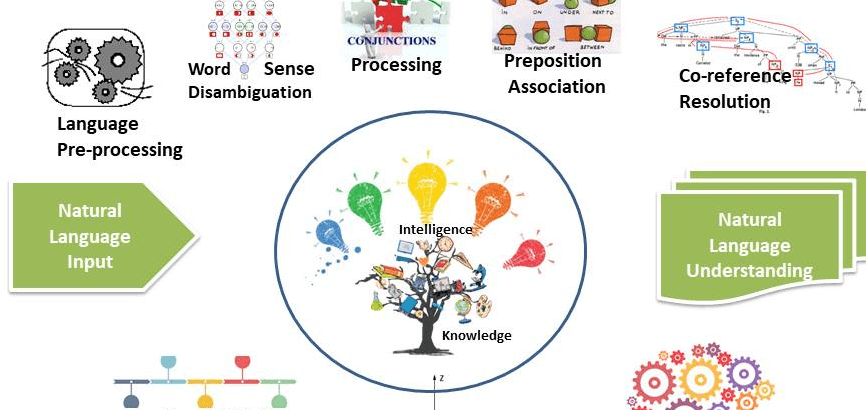 IN ON UNDER NEXT TO
BEHIND IN FRONT OF BETWEEN
CONJUNCTIONS
Processing
Preposition
Association
Word Sense
Disambiguation
Co-reference
Resolution
Language
Pre-processing
Natural
Language
Input
Intelligence
Knowledge
Natural
Language
Understanding
Z